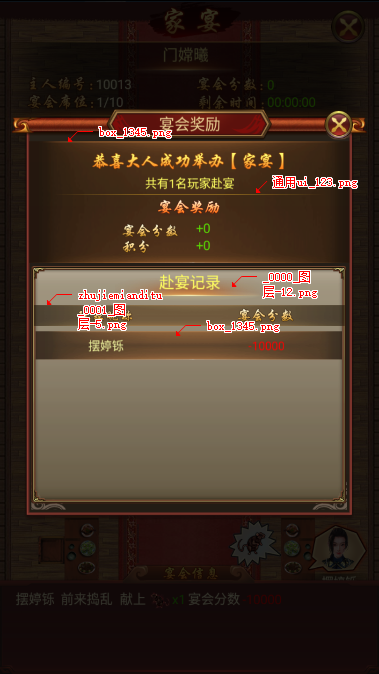 家宴
门嫦曦
主人编号:10013 宴会分数:0
宴会席位:1/10 剩余时间:00:00:00
宴会奖励
box_1345.png
恭喜大人成功举办【家宴】
共有1名玩家赴宴
通用ui_123.png
宴会奖励
宴会分数 +0
积分 +0
赴宴记录
_0000_图
层-12.png
zhujiemianditu
_0001_图
层-5.png
宴会分数
box_1345.png
摆婷铄
宴会信息
摆婷铄 前来捣乱 献上 x1 宴会分数